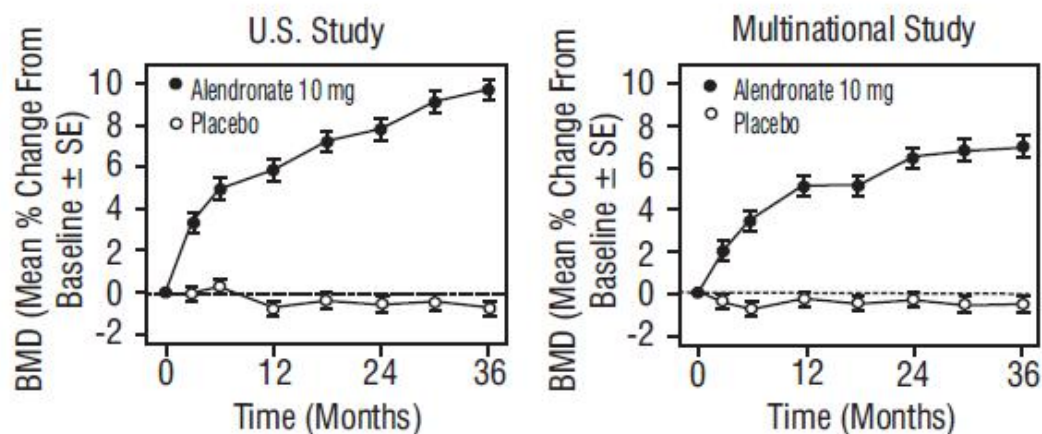 U.S. Study
BMD (Mean % Change From
Baseline ± SE)
10
8
6
4
2
0
-2
Alendronate 10 mg
Placebo
0 12 24 36
Time (Months)
Multinational Study
BMD (Mean % Change From
Baseline ± SE)
10
8
6
4
2
0
-2
Alendronate 10 mg
Placebo
0 12 24 36
Time (Months)